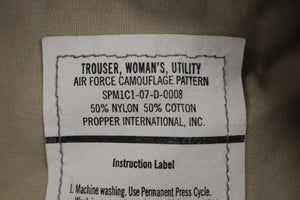 TROUSER, WOMAN'S, UTILITY
AIR FORCE CAMOUFLAGE PATTERN
SPM1C1-07-D-0008
50% NYLON 50% COTTON
PROPPER INTERNATIONAL, INC.
Instruction Label
1. Machine washing. Use Permanent Press Cycle.